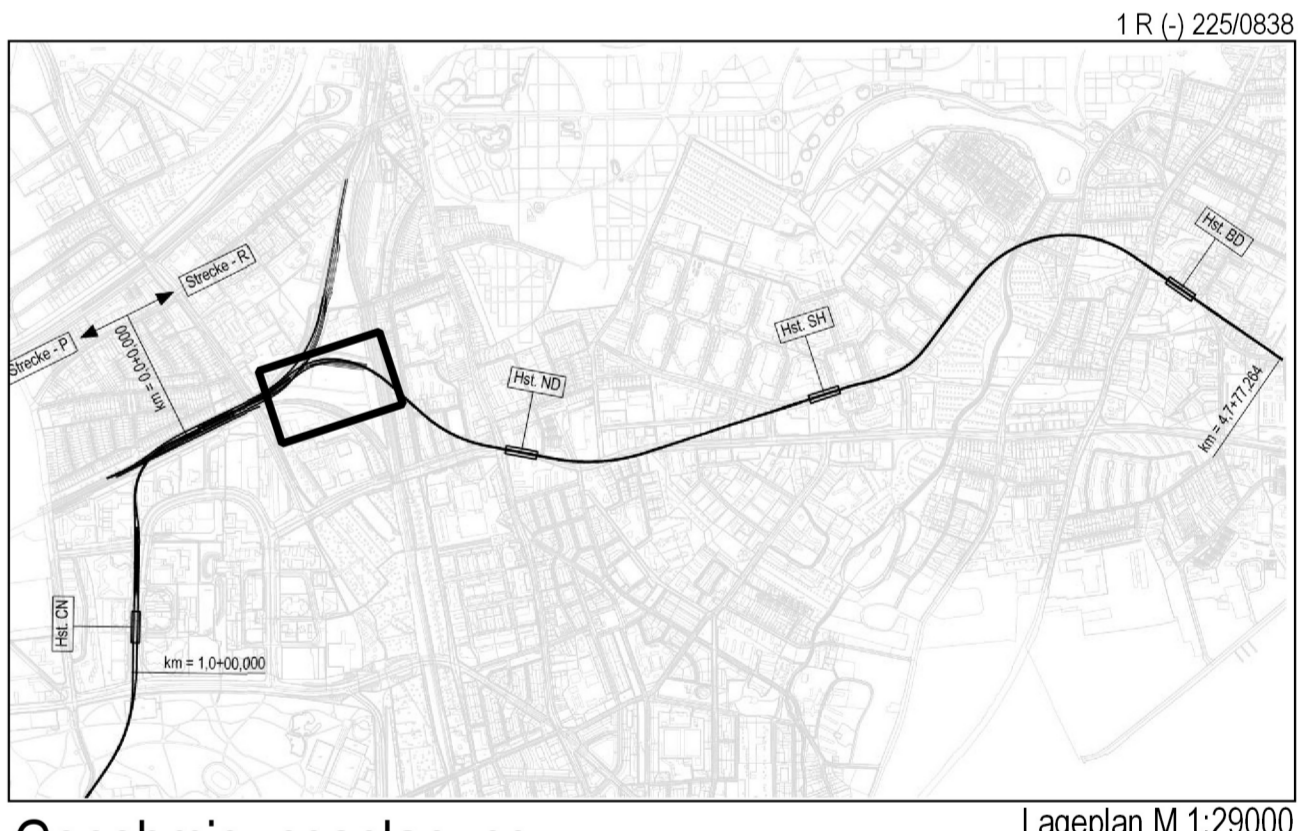 1 R (-) 225/0838
Hst. BD
Strecke - R
Strecke - P
km = 0,0+0,000
Hst. SH
Hst. ND
km = 4,7+77,264
Hst. CN
km = 1,0+00,000
Lageplan M 1:29000